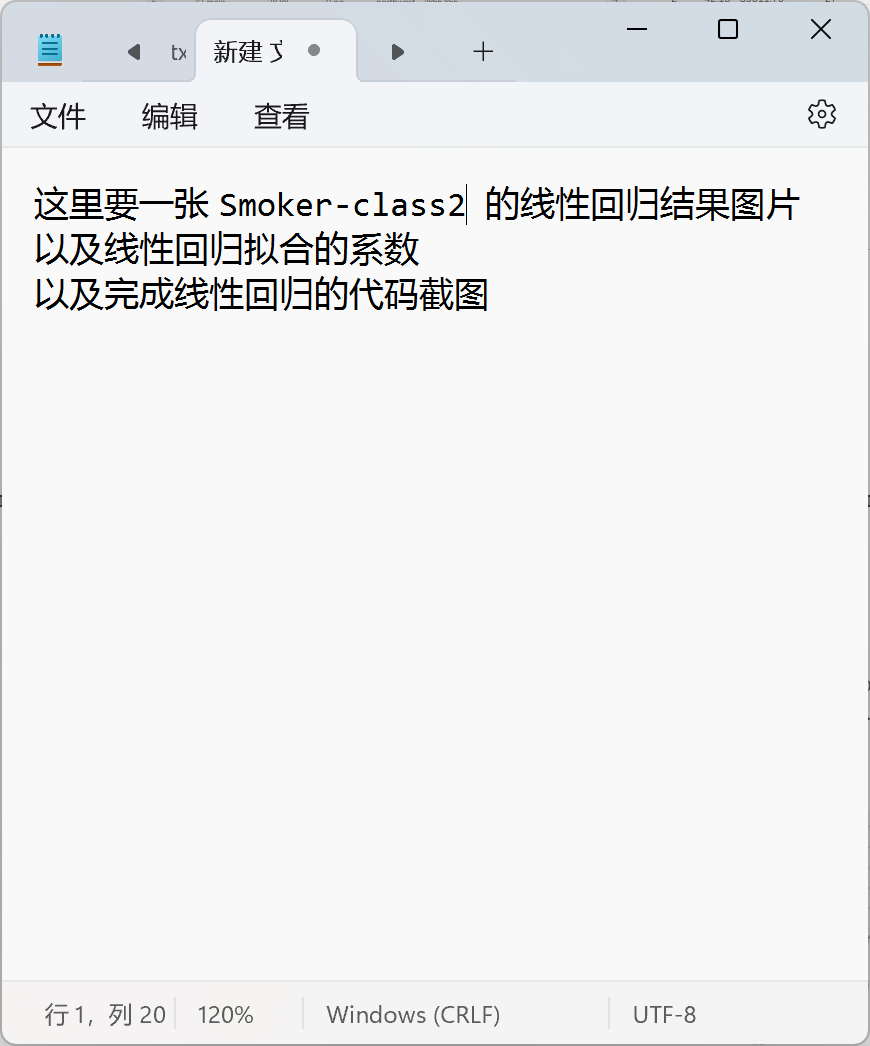 tx
新建
文件 编辑 查看
这里要一张 Smoker-class2 的线性回归结果图片
以及线性回归拟合的系数
以及完成线性回归的代码截图
行 1, 列 20 120% Windows (CRLF) UTF-8